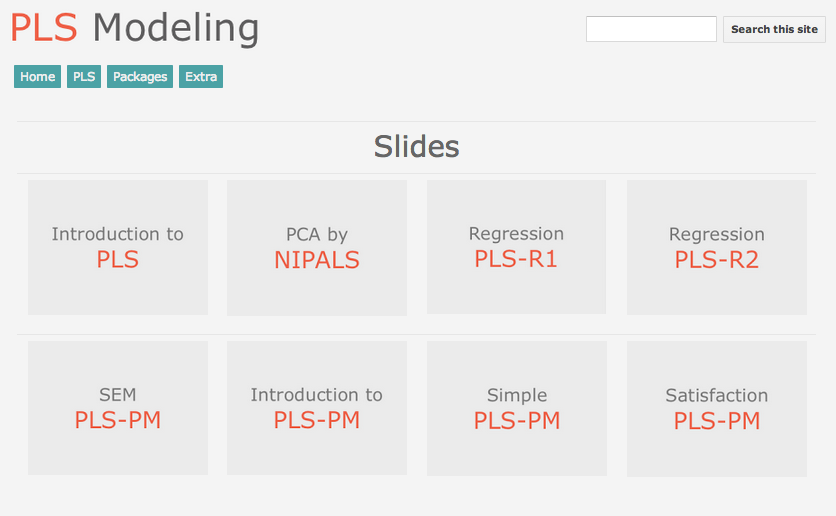 PLS Modeling
Search this site
Home PLS Packages Extra
Slides
Introduction to
PLS
PCA by
NIPALS
Regression
PLS-R1
Regression
PLS-R2
SEM
PLS-PM
Introduction to
PLS-PM
Simple
PLS-PM
Satisfaction
PLS-PM